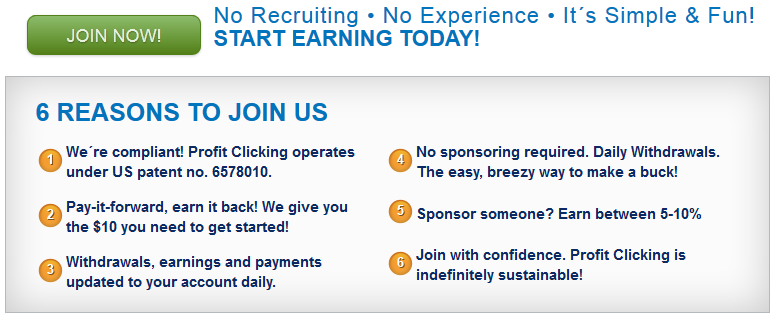 JOIN NOW!
No Recruiting • No Experience • It´s Simple & Fun!
START EARNING TODAY!
6 REASONS TO JOIN US
1 We´re compliant! Profit Clicking operates
under US patent no. 6578010.
2 Pay-it-forward, earn it back! We give you
the $10 you need to get started!
3 Withdrawals, earnings and payments
updated to your account daily.
4 No sponsoring required. Daily Withdrawals.
The easy, breezy way to make a buck!
5 Sponsor someone? Earn between 5-10%
6 Join with confidence. Profit Clicking is
indefinitely sustainable!